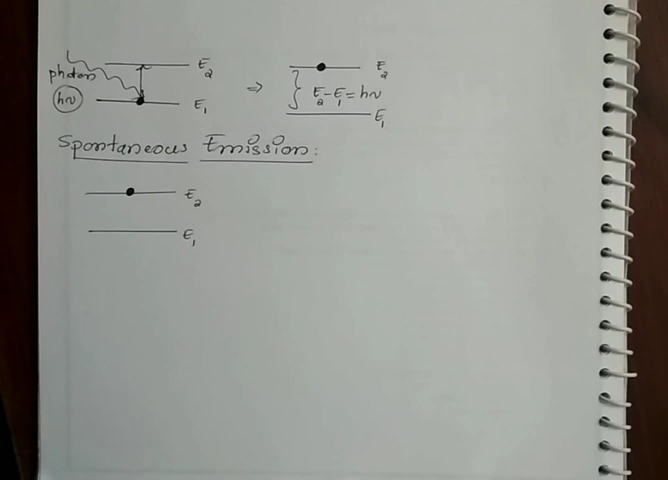 E₂ E₂
photon
hν E₁ ⇒ E₂-E₁=hν
E₁
Spontaneous Emission:
E₂
E₁